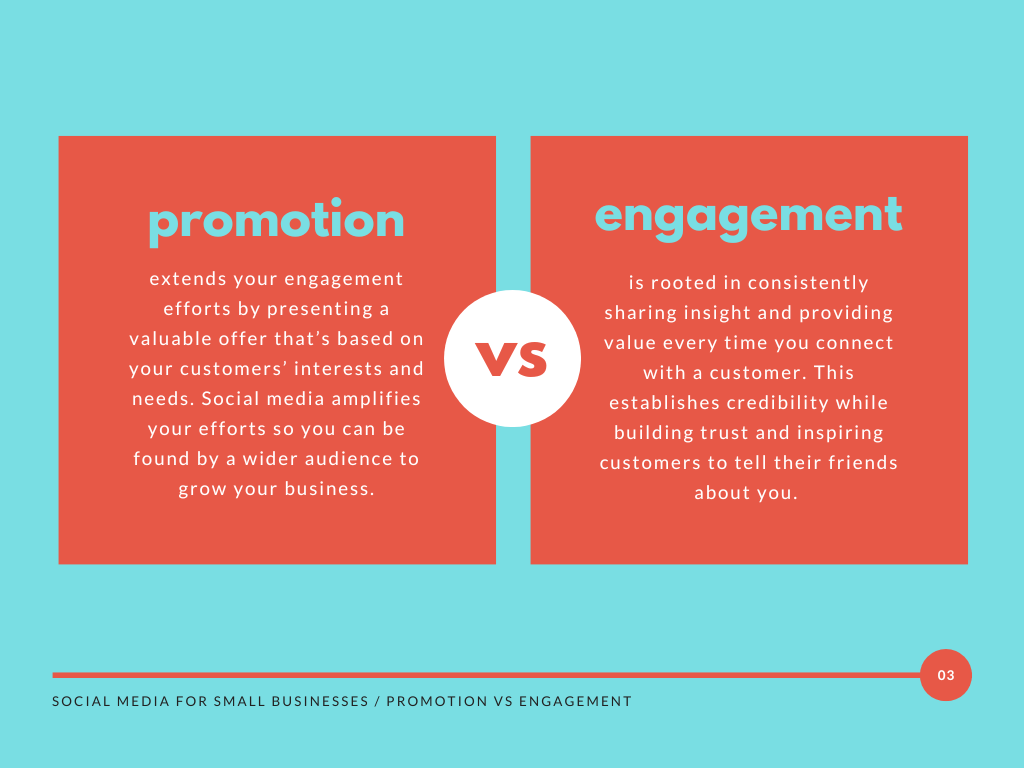 promotion
extends your engagement
efforts by presenting a
valuable offer that’s based on
your customers’ interests and
needs. Social media amplifies
your efforts so you can be
found by a wider audience to
grow your business.
vs
engagement
is rooted in consistently
sharing insight and providing
value every time you connect
with a customer. This
establishes credibility while
building trust and inspiring
customers to tell their friends
about you.
03
SOCIAL MEDIA FOR SMALL BUSINESSES / PROMOTION VS ENGAGEMENT